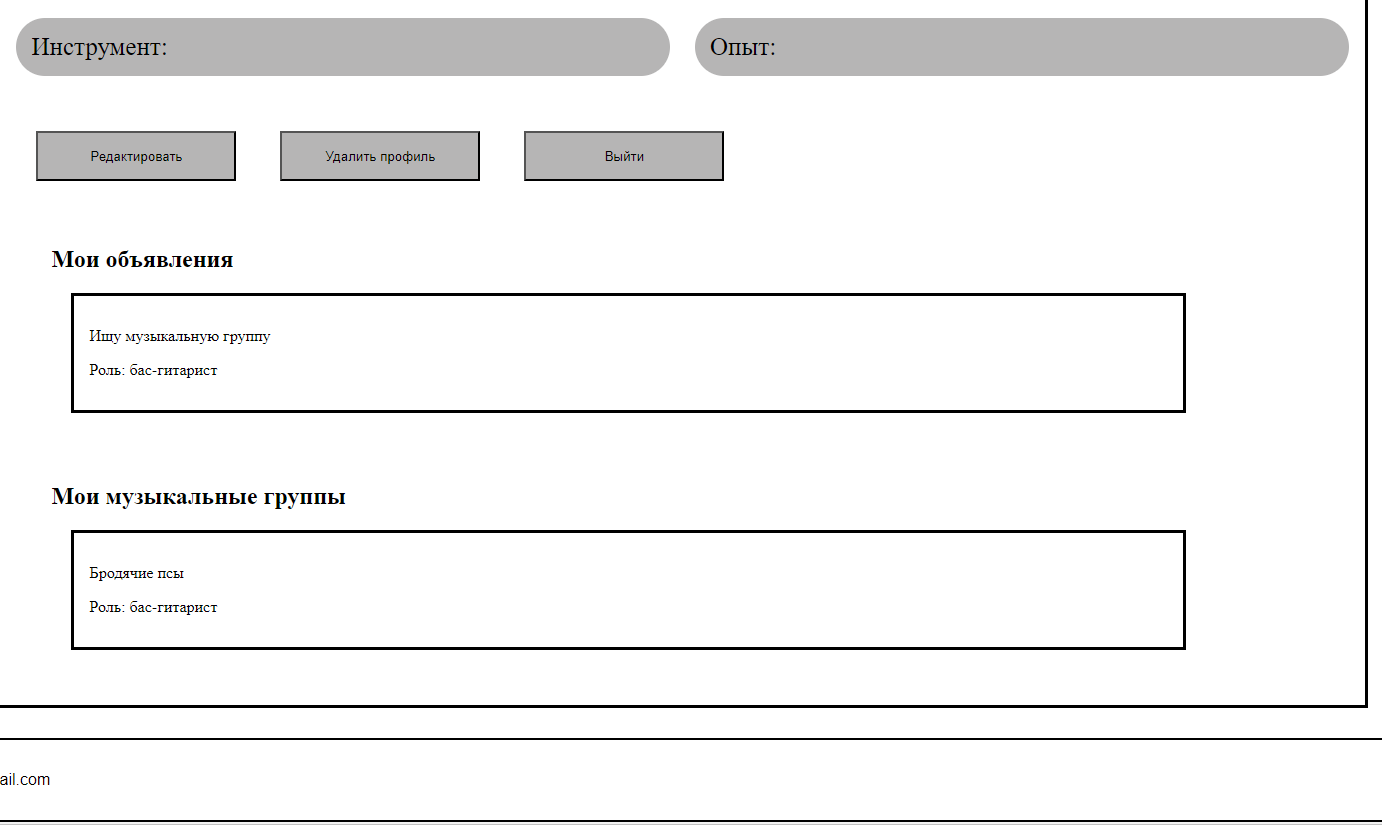 Инструмент:
Опыт:
Редактировать
Удалить профиль
Выйти
Мои объявления
Ищу музыкальную группу
Роль: бас-гитарист
Мои музыкальные группы
Бродячие псы
Роль: бас-гитарист
ail.com